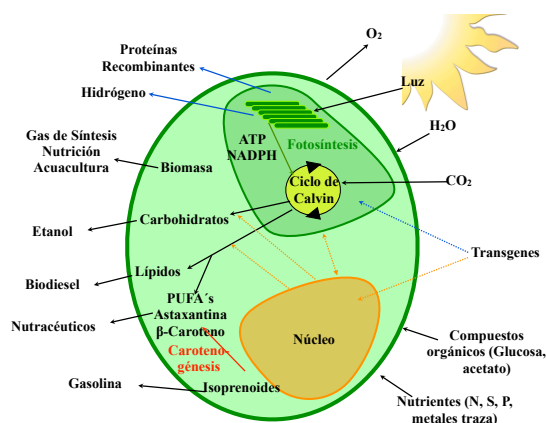 O2
Proteínas
Recombinantes
Hidrógeno
Luz
ATP
NADPH
Fotosíntesis
H2O
Gas de Síntesis
Nutrición
Acuacultura
Biomasa
Ciclo de
Calvin
CO2
Etanol
Carbohidratos
Transgenes
Biodiesel
Lípidos
PUFA´s
Astaxantina
β-Caroteno
Nutracéuticos
Núcleo
Caroteno-
génesis
Compuestos
orgánicos (Glucosa,
acetato)
Gasolina
Isoprenoides
Nutrientes (N, S, P,
metales traza)